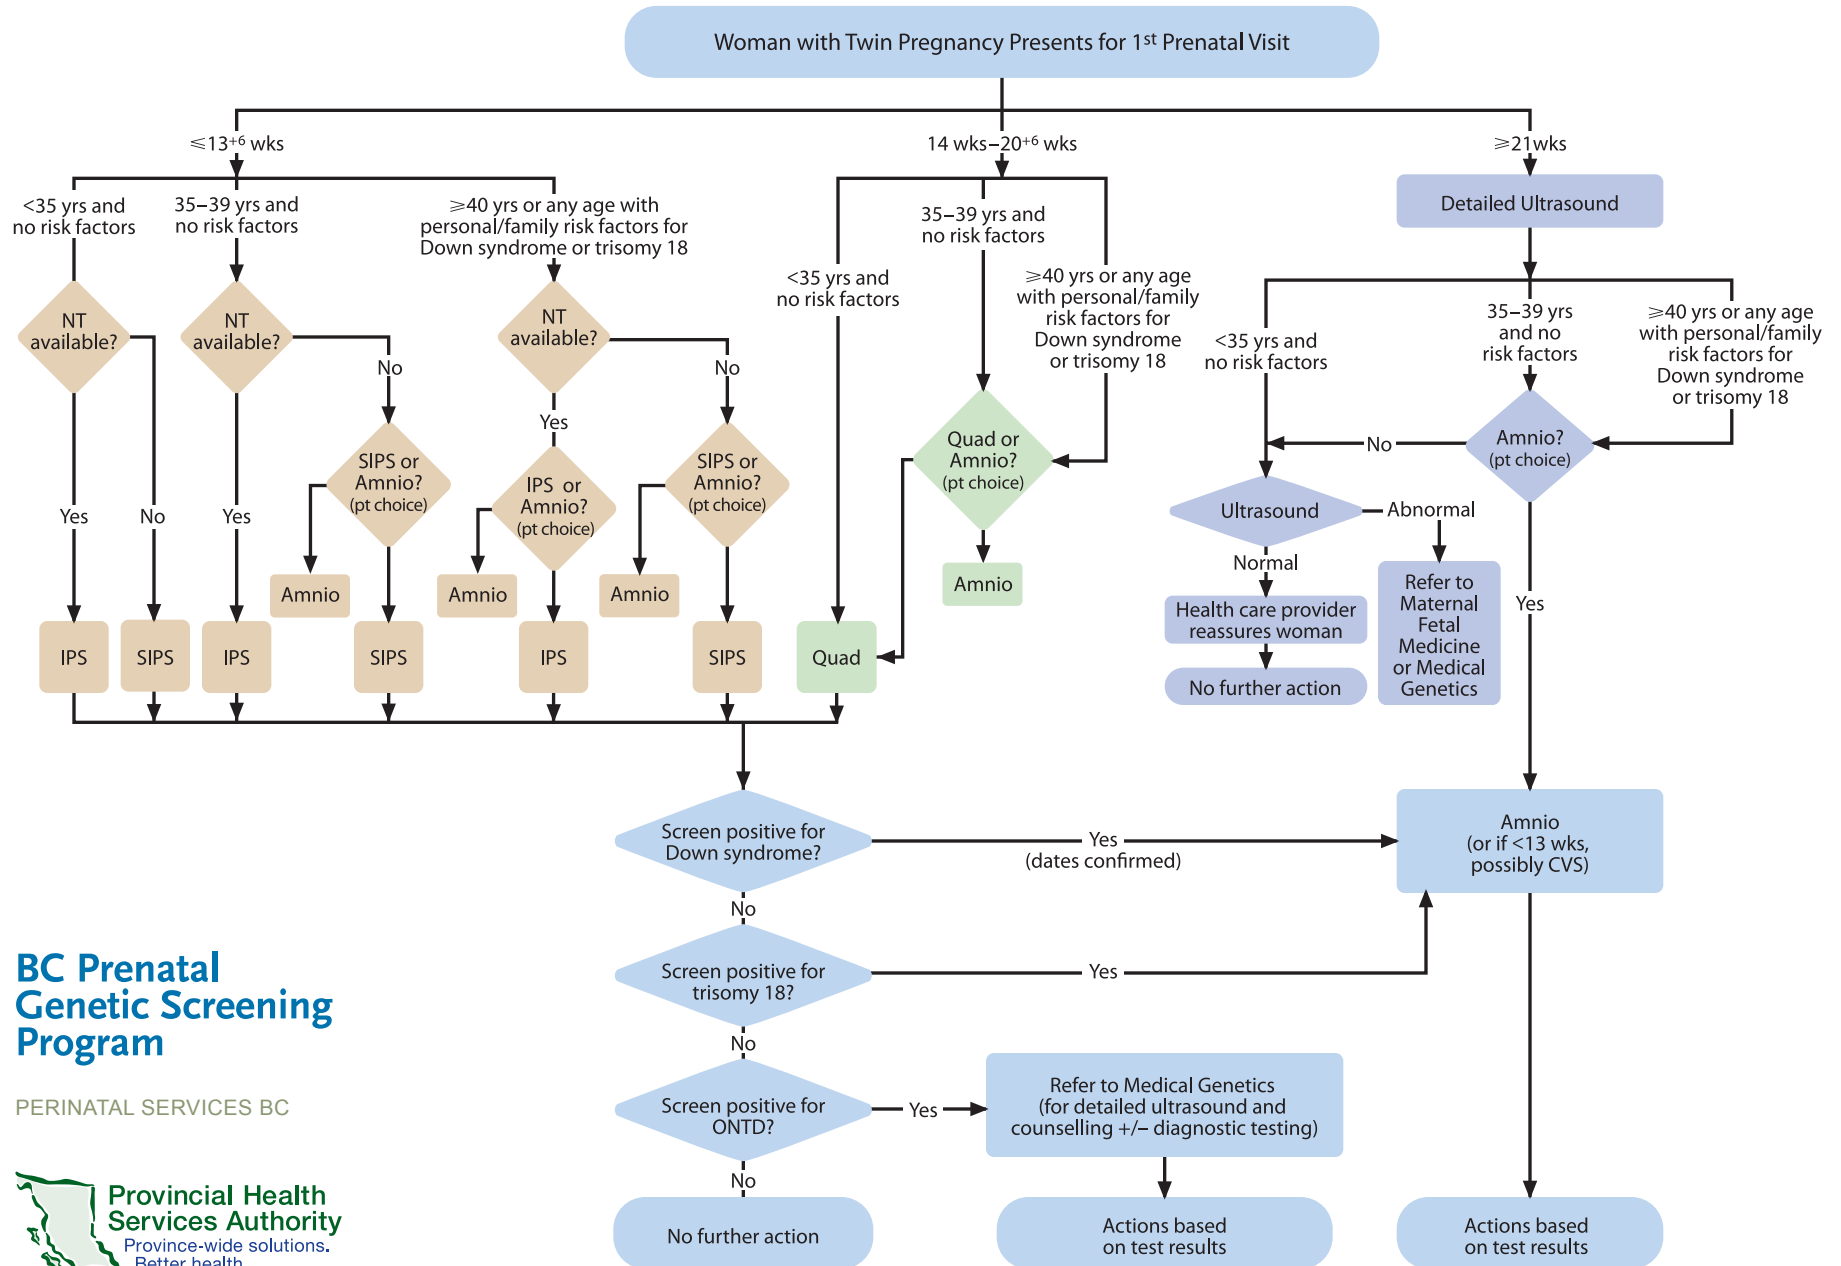 Woman with Twin Pregnancy Presents for 1st Prenatal Visit
≤13+6 wks
14 wks–20+6 wks
≥21wks
<35 yrs and
no risk factors
35–39 yrs and
no risk factors
≥40 yrs or any age with
personal/family risk factors for
Down syndrome or trisomy 18
<35 yrs and
no risk factors
35–39 yrs and
no risk factors
≥40 yrs or any age
with personal/family
risk factors for
Down syndrome
or trisomy 18
Detailed Ultrasound
<35 yrs and
no risk factors
35–39 yrs
and no
risk factors
≥40 yrs or any age
with personal/family
risk factors for
Down syndrome
or trisomy 18
NT
available?
NT
available?
NT
available?
No
No
Yes
Yes
No
Yes
SIPS or
Amnio?
(pt choice)
IPS or
Amnio?
(pt choice)
SIPS or
Amnio?
(pt choice)
Quad or
Amnio?
(pt choice)
Amnio?
(pt choice)
No
Ultrasound
Abnormal
Normal
Yes
Amnio
Amnio
Amnio
Amnio
Health care provider
reassures woman
Refer to
Maternal
Fetal
Medicine
or Medical
Genetics
No further action
IPS
SIPS
IPS
SIPS
IPS
SIPS
Quad
Screen positive for
Down syndrome?
Yes
(dates confirmed)
Amnio
(or if <13 wks,
possibly CVS)
No
Screen positive for
trisomy 18?
Yes
No
Screen positive for
ONTD?
Yes
Refer to Medical Genetics
(for detailed ultrasound and
counselling +/– diagnostic testing)
No
No further action
Actions based
on test results
Actions based
on test results
BC Prenatal
Genetic Screening
Program
PERINATAL SERVICES BC
Provincial Health
Services Authority
Province-wide solutions.
Better health.